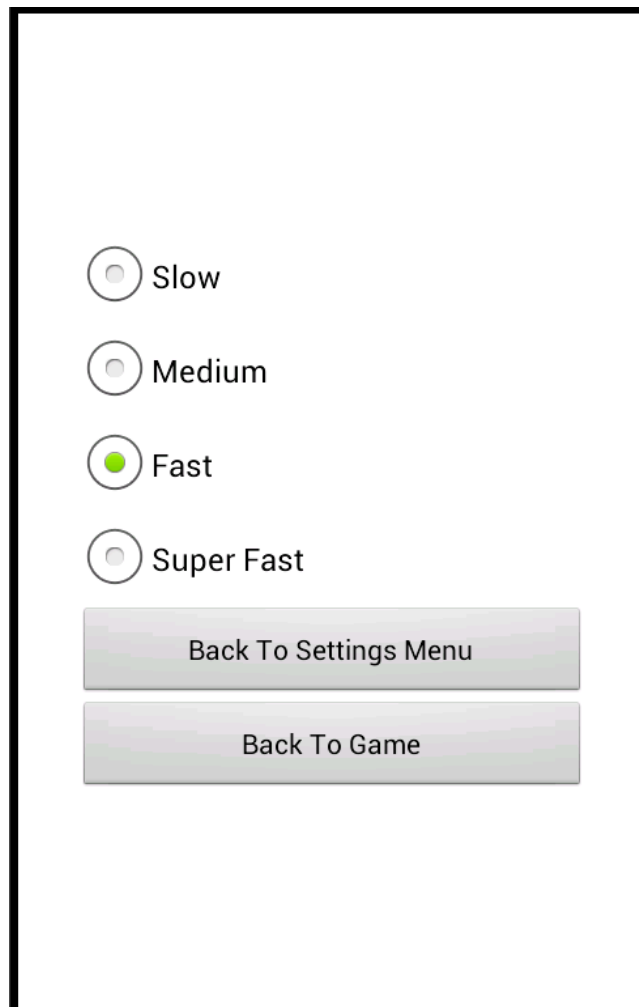 Slow
Medium
Fast
Super Fast
Back To Settings Menu
Back To Game